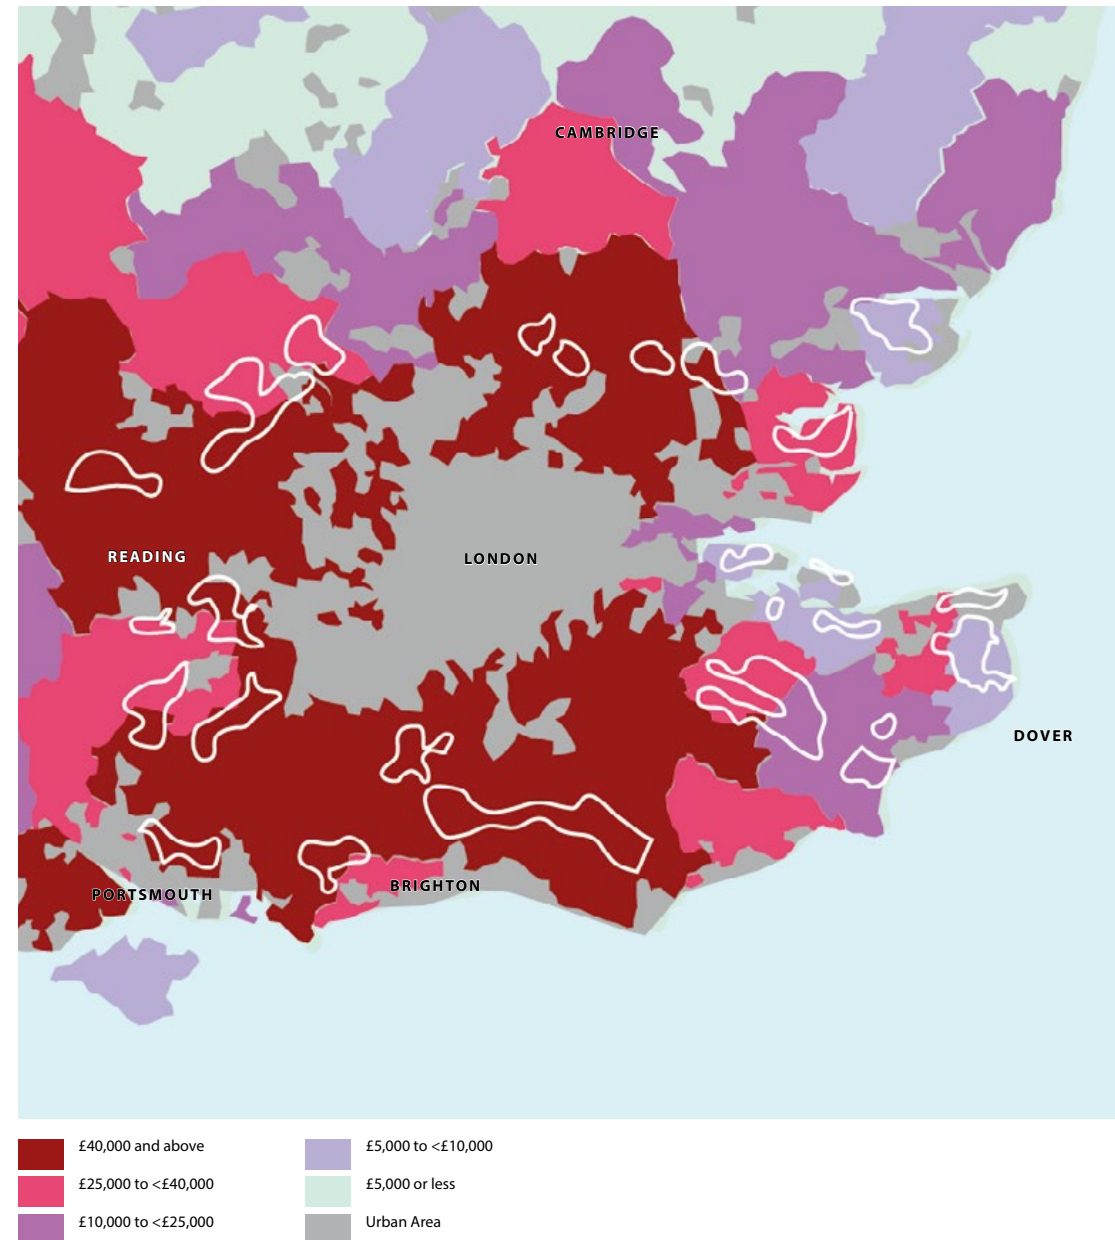 CAMBRIDGE
READING
LONDON
DOVER
BRIGHTON
PORTSMOUTH
£40,000 and above
£25,000 to <£40,000
£10,000 to <£25,000
£5,000 to <£10,000
£5,000 or less
Urban Area